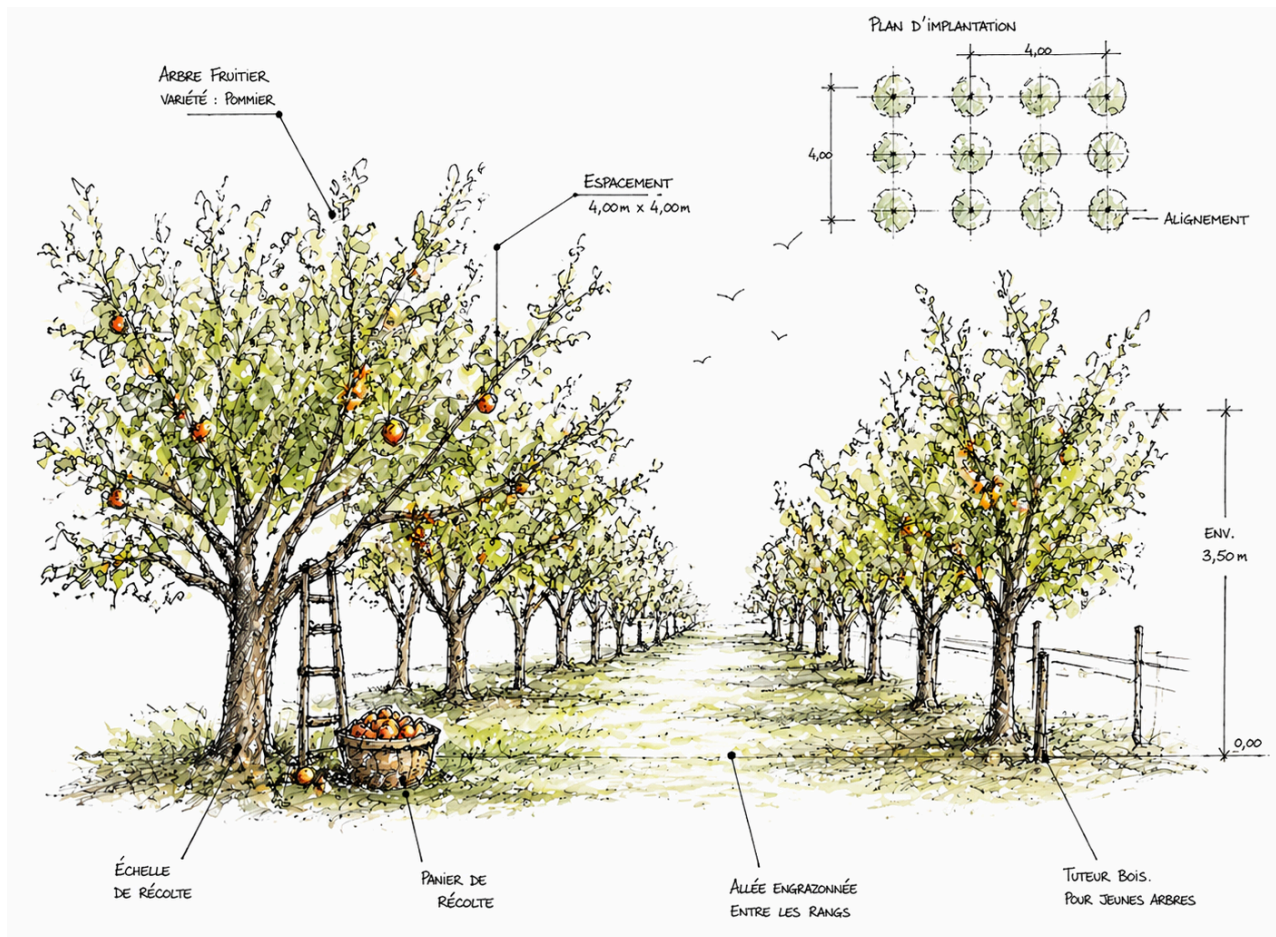 PLAN D'IMPLANTATION
4,00
4,00
ALIGNEMENT
ARBRE FRUITIER
VARIÉTÉ : POMMIER
ESPACEMENT
4,00m x 4,00m
ENV.
3,50m
0,00
ÉCHELLE
DE RÉCOLTE
PANIER DE
RÉCOLTE
ALLÉE ENGRAZONNÉE
ENTRE LES RANGS
TUTEUR BOIS.
POUR JEUNES ARBRES